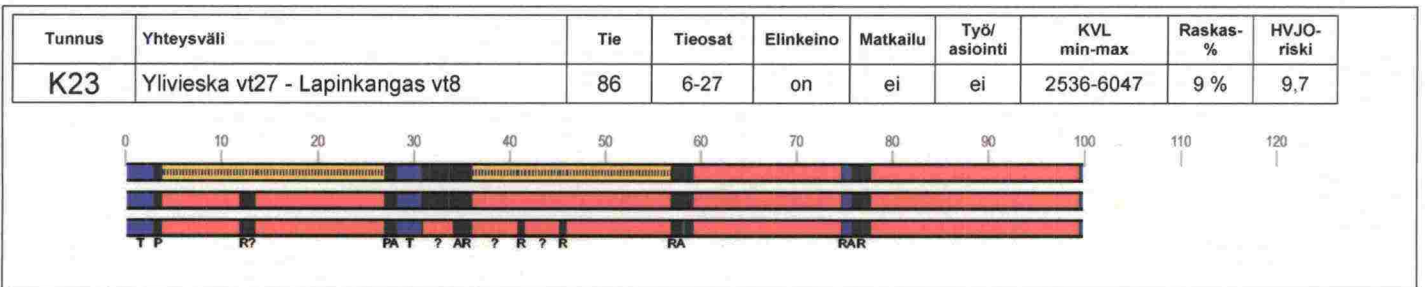 Tunnus Yhteysväli Tie Tieosat Elinkeino Matkailu Työ/ asiointi KVL min-max Raskas- % HVJO- riski
K23 Ylivieska vt27 - Lapinkangas vt8 86 6-27 on ei ei 2536-6047 9 % 9,7
0 10 20 30 40 50 60 70 80 90 100 110 120
T P R? PA T ? AR ? R ? R RA RAR